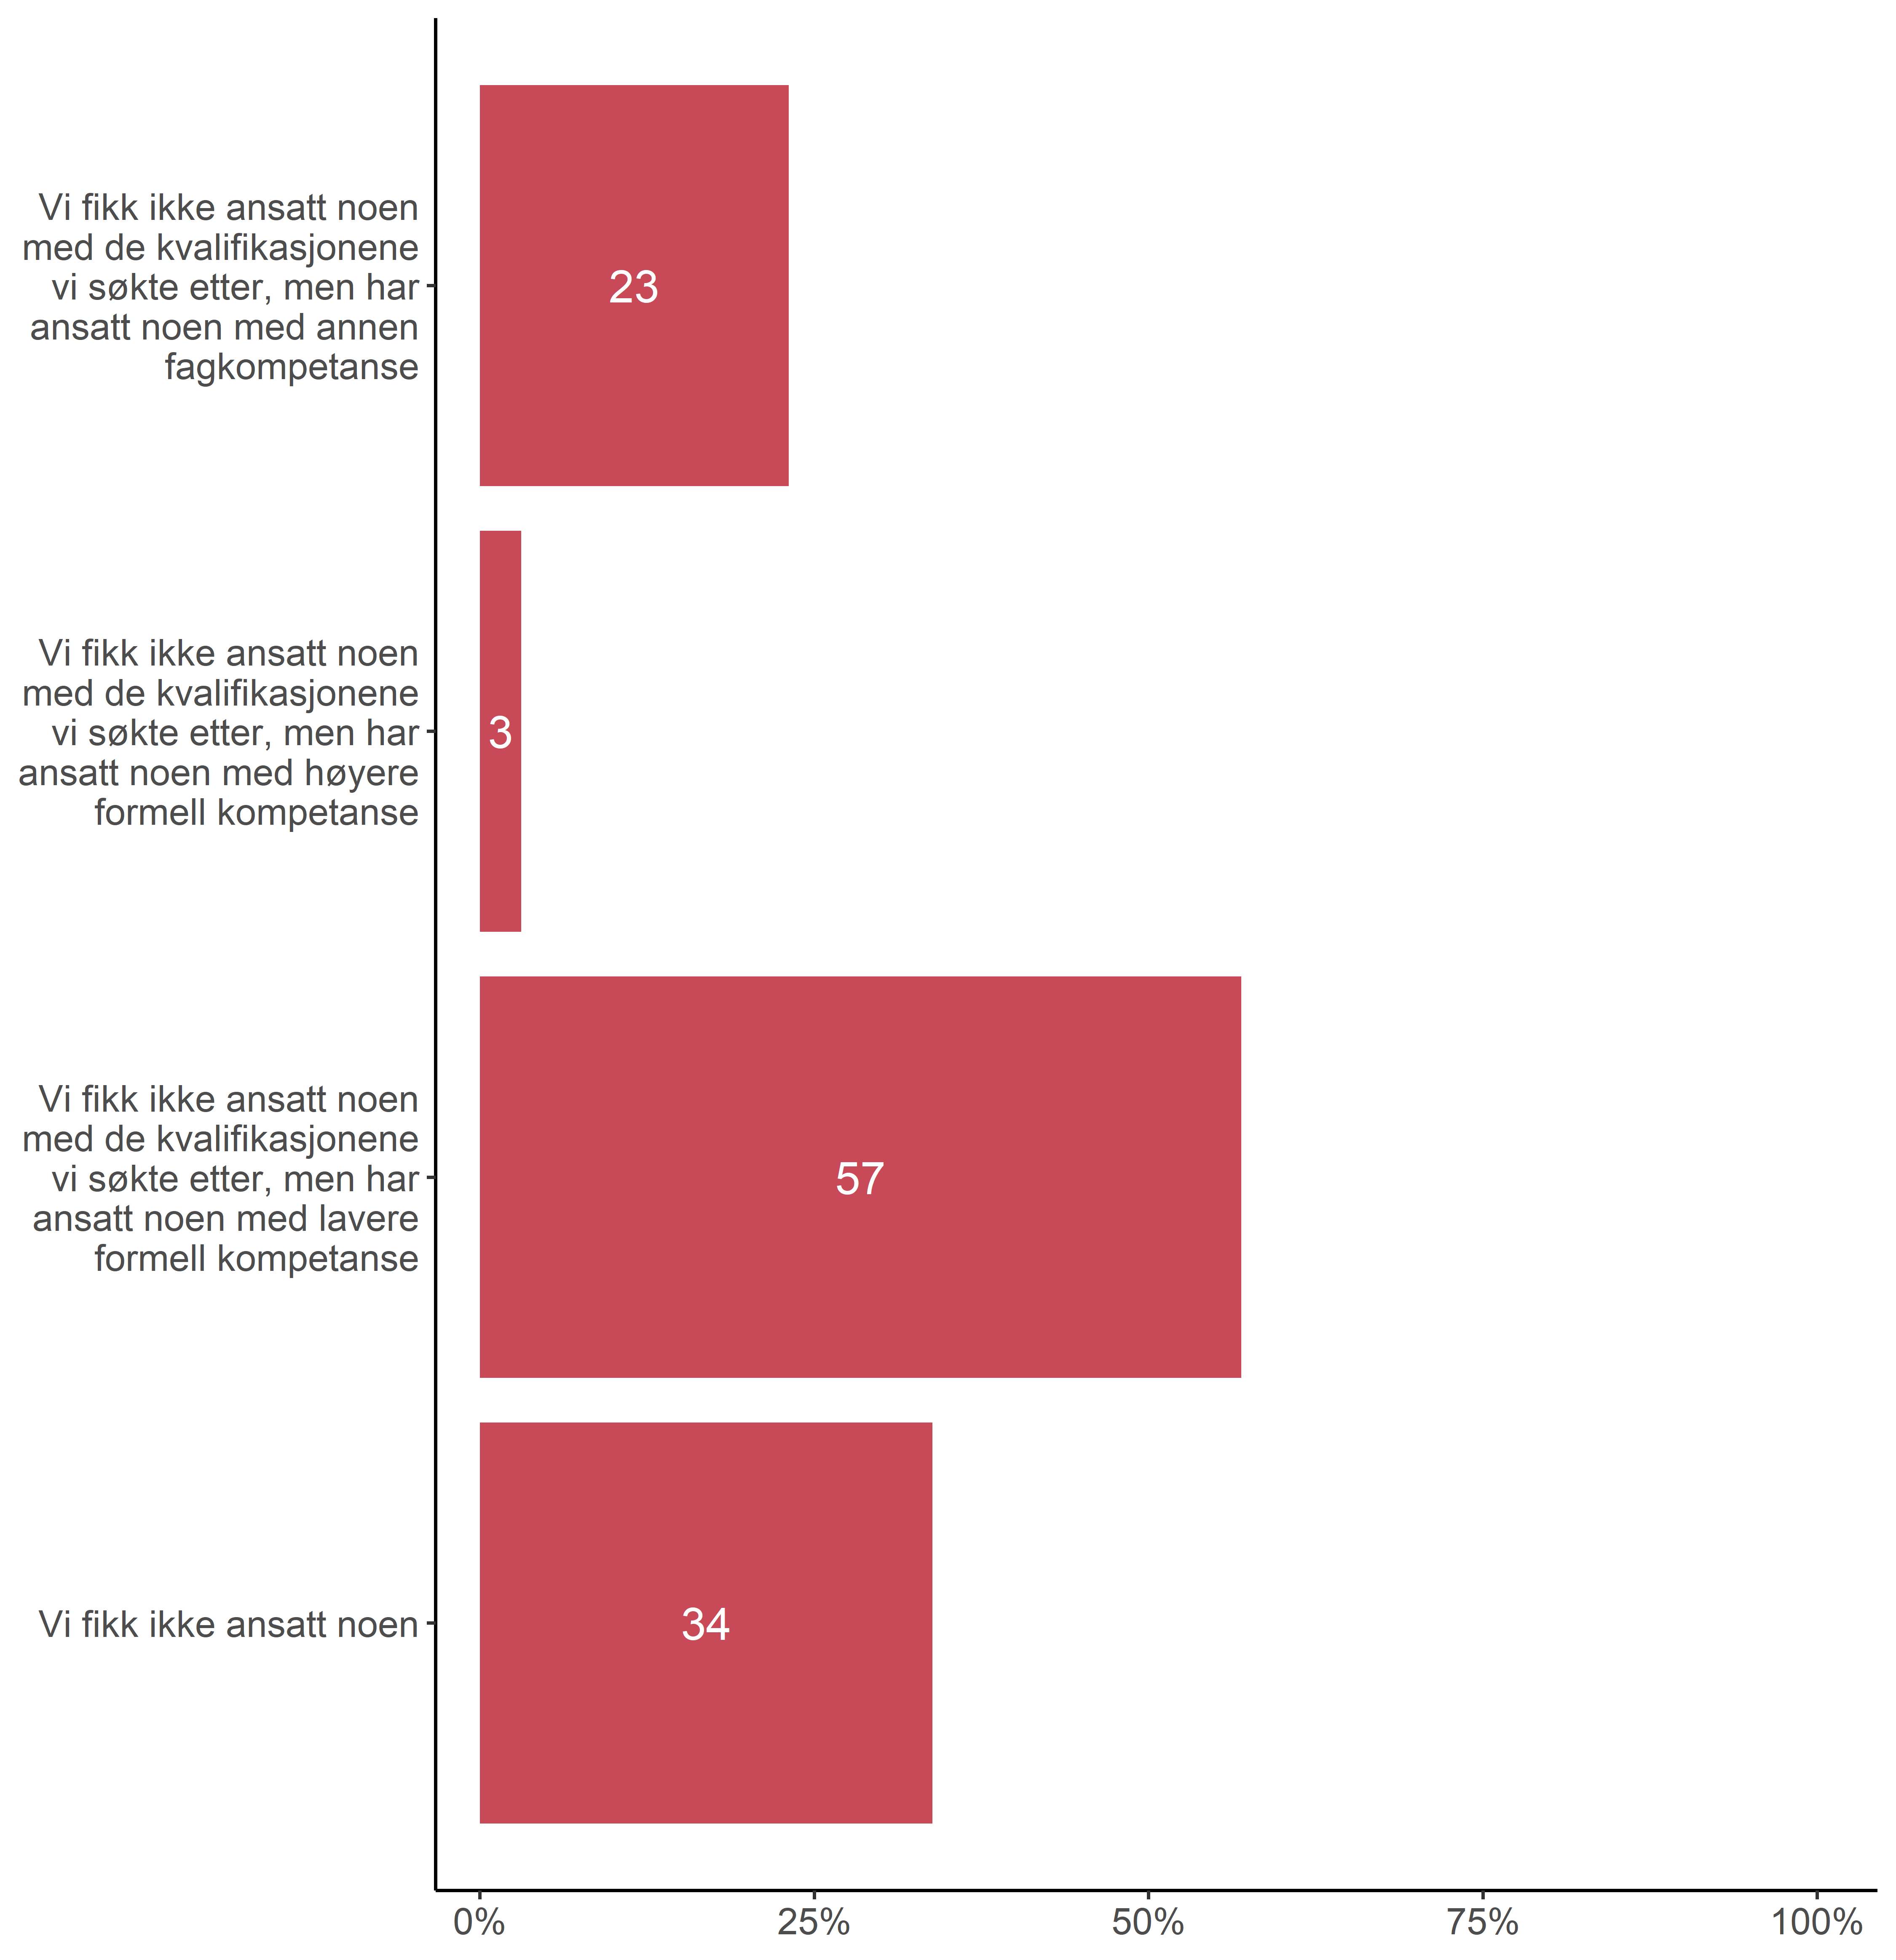 Vi fikk ikke ansatt noen
med de kvalifikasjonene
vi søkte etter, men har
ansatt noen med annen
fagkompetanse
23
Vi fikk ikke ansatt noen
med de kvalifikasjonene
vi søkte etter, men har
ansatt noen med høyere
formell kompetanse
3
Vi fikk ikke ansatt noen
med de kvalifikasjonene
vi søkte etter, men har
ansatt noen med lavere
formell kompetanse
57
Vi fikk ikke ansatt noen
34
0% 25% 50% 75% 100%